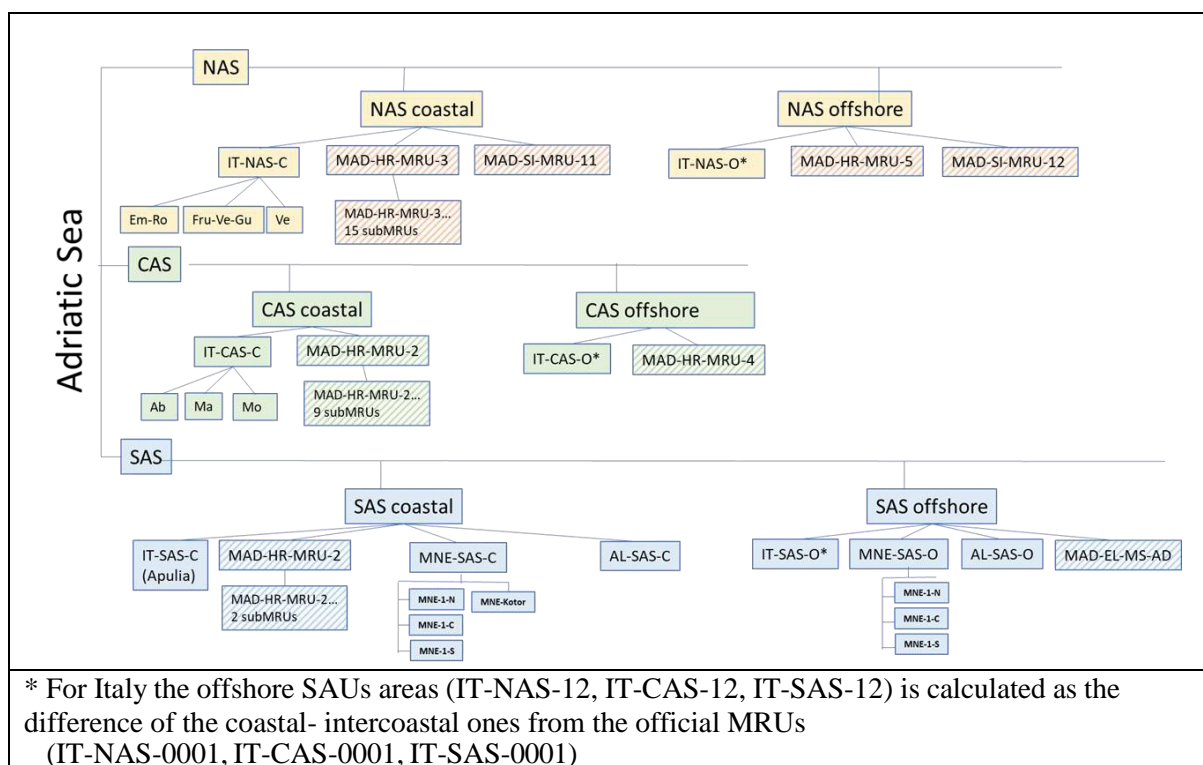 Adriatic Sea
NAS
NAS coastal
NAS offshore
IT-NAS-C
MAD-HR-MRU-3
MAD-SI-MRU-11
IT-NAS-O*
MAD-HR-MRU-5
MAD-SI-MRU-12
Em-Ro
Fru-Ve-Gu
Ve
MAD-HR-MRU-3...
15 subMRUs
CAS
CAS coastal
CAS offshore
IT-CAS-C
MAD-HR-MRU-2
IT-CAS-O*
MAD-HR-MRU-4
Ab
Ma
Mo
MAD-HR-MRU-2...
9 subMRUs
SAS
SAS coastal
SAS offshore
IT-SAS-C
(Apulia)
MAD-HR-MRU-2
MNE-SAS-C
AL-SAS-C
IT-SAS-O*
MNE-SAS-O
AL-SAS-O
MAD-EL-MS-AD
MAD-HR-MRU-2...
2 subMRUs
MNE-1-N
MNE-Kotor
MNE-1-C
MNE-1-S
MNE-1-N
MNE-1-C
MNE-1-S
* For Italy the offshore SAUs areas (IT-NAS-12, IT-CAS-12, IT-SAS-12) is calculated as the
difference of the coastal- intercoastal ones from the official MRUs
(IT-NAS-0001, IT-CAS-0001, IT-SAS-0001)